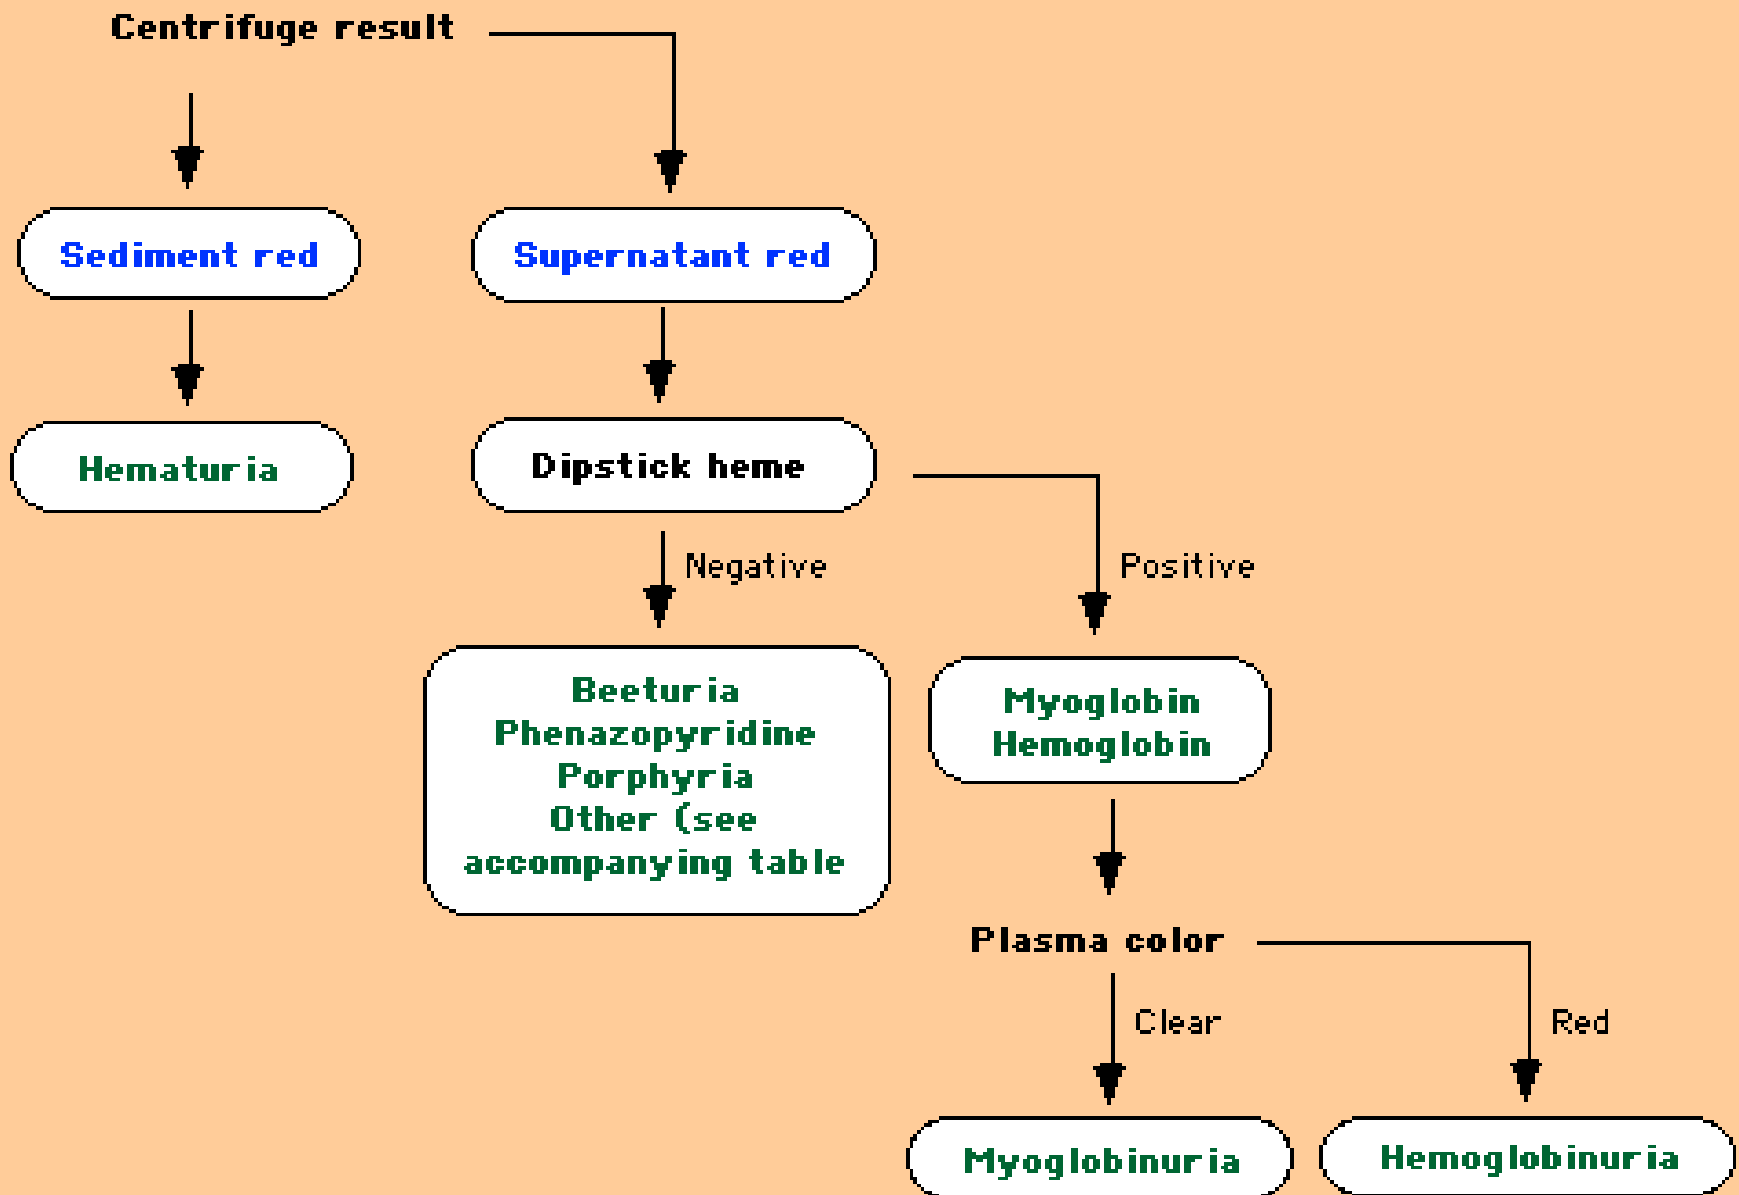 Centrifuge result
Sediment red
Supernatant red
Hematuria
Dipstick heme
Negative
Positive
Beeturia
Phenazopyridine
Porphyria
Other (see
accompanying table
Myoglobin
Hemoglobin
Plasma color
Clear
Red
Myoglobinuria
Hemoglobinuria